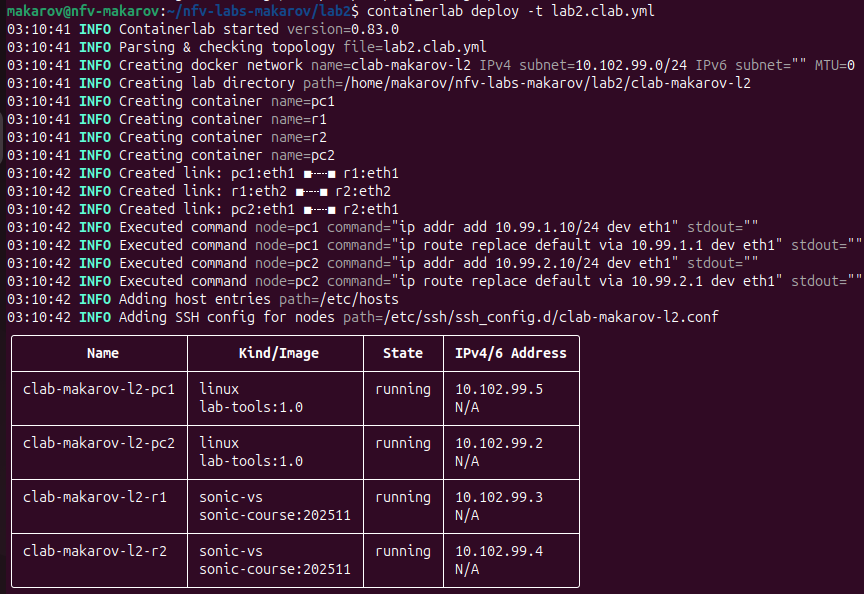 makarov@nfv-makarov:~/nfv-labs-makarov/lab2$ containerlab deploy -t lab2.clab.yml
03:10:41 INFO Containerlab started version=0.83.0
03:10:41 INFO Parsing & checking topology file=lab2.clab.yml
03:10:41 INFO Creating docker network name=clab-makarov-l2 IPv4 subnet=10.102.99.0/24 IPv6 subnet="" MTU=0
03:10:41 INFO Creating lab directory path=/home/makarov/nfv-labs-makarov/lab2/clab-makarov-l2
03:10:41 INFO Creating container name=pc1
03:10:41 INFO Creating container name=r1
03:10:41 INFO Creating container name=r2
03:10:41 INFO Creating container name=pc2
03:10:42 INFO Created link: pc1:eth1 ▪┄┄▪ r1:eth1
03:10:42 INFO Created link: r1:eth2 ▪┄┄▪ r2:eth2
03:10:42 INFO Created link: pc2:eth1 ▪┄┄▪ r2:eth1
03:10:42 INFO Executed command node=pc1 command="ip addr add 10.99.1.10/24 dev eth1" stdout=""
03:10:42 INFO Executed command node=pc1 command="ip route replace default via 10.99.1.1 dev eth1" stdout=""
03:10:42 INFO Executed command node=pc2 command="ip addr add 10.99.2.10/24 dev eth1" stdout=""
03:10:42 INFO Executed command node=pc2 command="ip route replace default via 10.99.2.1 dev eth1" stdout=""
03:10:42 INFO Adding host entries path=/etc/hosts
03:10:42 INFO Adding SSH config for nodes path=/etc/ssh/ssh_config.d/clab-makarov-l2.conf
Name Kind/Image State IPv4/6 Address
clab-makarov-l2-pc1 linux running 10.102.99.5
lab-tools:1.0 N/A
clab-makarov-l2-pc2 linux running 10.102.99.2
lab-tools:1.0 N/A
clab-makarov-l2-r1 sonic-vs running 10.102.99.3
sonic-course:202511 N/A
clab-makarov-l2-r2 sonic-vs running 10.102.99.4
sonic-course:202511 N/A